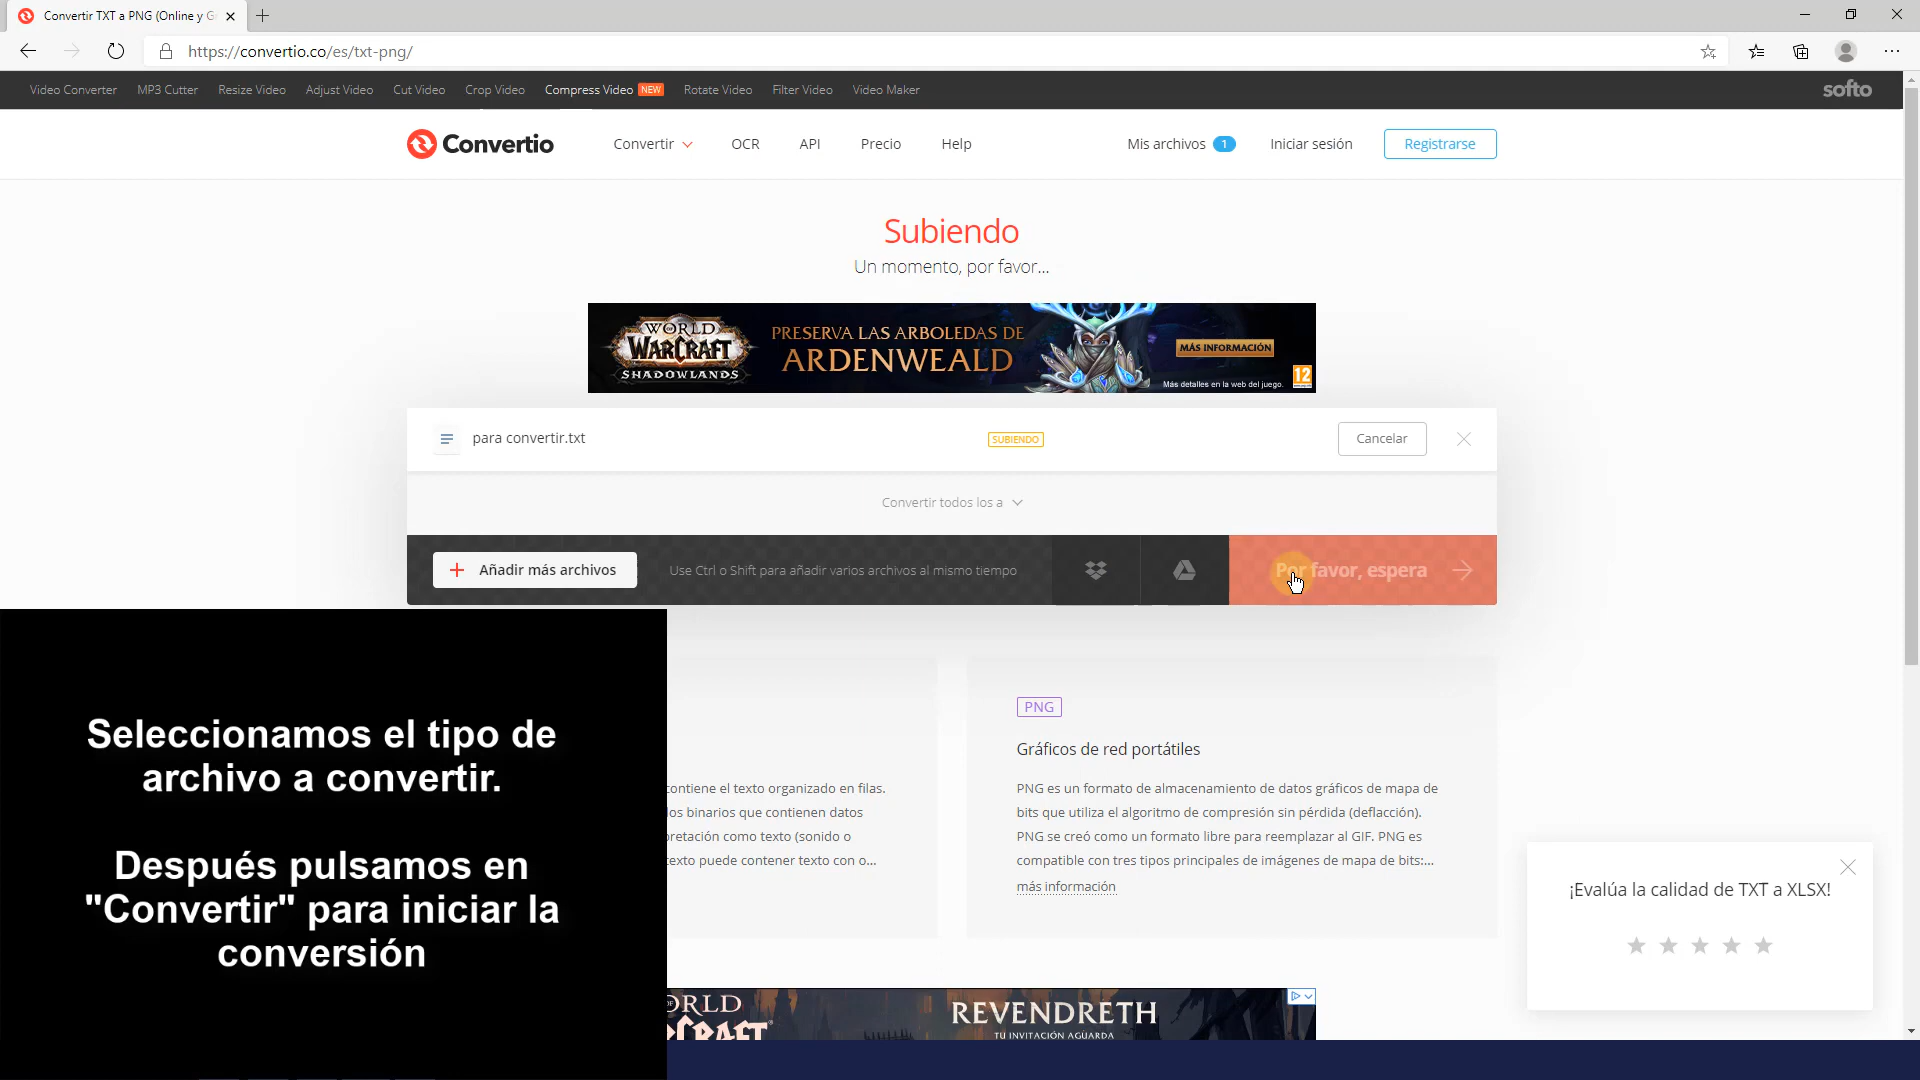 Convertir TXT a PNG (Online y G
https://convertio.co/es/txt-png/
Video Converter MP3 Cutter Resize Video Adjust Video Cut Video Crop Video Compress Video NEW Rotate Video Filter Video Video Maker softo
Convertio Convertir OCR API Precio Help Mis archivos 1 Iniciar sesión Registrarse
Subiendo
Un momento, por favor...
WORLD
WARCRAFT
SHADOWLANDS
PRESERVA LAS ARBOLEDAS DE
ARDENWEALD
MÁS INFORMACIÓN
12
Más detalles en la web del juego.
para convertir.txt SUBIENDO Cancelar
Convertir todos los a
Añadir más archivos Use Ctrl o Shift para añadir varios archivos al mismo tiempo Por favor, espera
Seleccionamos el tipo de
archivo a convertir.
Después pulsamos en
"Convertir" para iniciar la
conversión
contiene el texto organizado en filas.
los binarios que contienen datos
pretación como texto (sonido o
texto puede contener texto con o...
PNG
Gráficos de red portátiles
PNG es un formato de almacenamiento de datos gráficos de mapa de
bits que utiliza el algoritmo de compresión sin pérdida (deflacción).
PNG se creó como un formato libre para reemplazar al GIF. PNG es
compatible con tres tipos principales de imágenes de mapa de bits:...
más información
¡Evalúa la calidad de TXT a XLSX!
ORLD
RCRAFT
REVENDRETH
TU INVITACIÓN AGUARDA